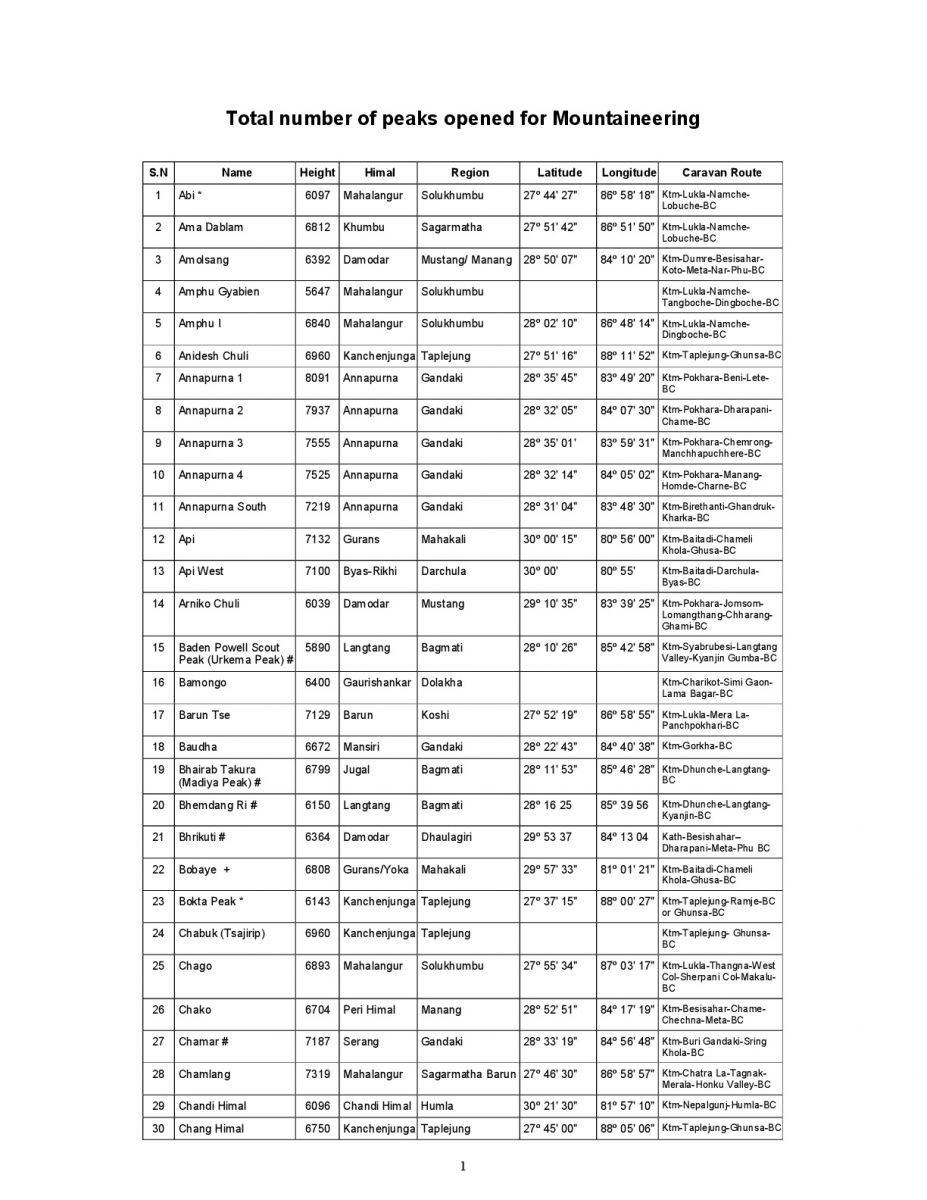 Total number of peaks opened for Mountaineering
S.N Name Height Himal Region Latitude Longitude Caravan Route
1 Abi * 6097 Mahalangur Solukhumbu 27º 44' 27" 86º 58' 18" Ktm-Lukla-Namche-
Lobuche-BC
2 Ama Dablam 6812 Khumbu Sagarmatha 27º 51' 42" 86º 51' 50" Ktm-Lukla-Namche-
Lobuche-BC
3 Amolsang 6392 Damodar Mustang/ Manang 28º 50' 07" 84º 10' 20" Ktm-Dumre-Besisahar-
Koto-Meta-Nar-Phu-BC
4 Amphu Gyabien 5647 Mahalangur Solukhumbu Ktm-Lukla-Namche-
Tangboche-Dingboche-BC
5 Amphu I 6840 Mahalangur Solukhumbu 28º 02' 10" 86º 48' 14" Ktm-Lukla-Namche-
Dingboche-BC
6 Anidesh Chuli 6960 Kanchenjunga Taplejung 27º 51' 16" 88º 11' 52" Ktm-Taplejung-Ghunsa-BC
7 Annapurna 1 8091 Annapurna Gandaki 28º 35' 45" 83º 49' 20" Ktm-Pokhara-Beni-Lete-
BC
8 Annapurna 2 7937 Annapurna Gandaki 28º 32' 05" 84º 07' 30" Ktm-Pokhara-Dharapani-
Chame-BC
9 Annapurna 3 7555 Annapurna Gandaki 28º 35' 01' 83º 59' 31" Ktm-Pokhara-Chemrong-
Manchhapuchhere-BC
10 Annapurna 4 7525 Annapurna Gandaki 28º 32' 14" 84º 05' 02" Ktm-Pokhara-Manang-
Homde-Charne-BC
11 Annapurna South 7219 Annapurna Gandaki 28º 31' 04" 83º 48' 30" Ktm-Birethanti-Ghandruk-
Kharka-BC
12 Api 7132 Gurans Mahakali 30º 00' 15" 80º 56' 00" Ktm-Baitadi-Chameli
Khola-Ghusa-BC
13 Api West 7100 Byas-Rikhi Darchula 30º 00' 80º 55' Ktm-Baitadi-Darchula-
Byas-BC
14 Arniko Chuli 6039 Damodar Mustang 29º 10' 35" 83º 39' 25" Ktm-Pokhara-Jomsom-
Lomangthang-Chharang-
Ghami-BC
15 Baden Powell Scout 5890 Langtang Bagmati 28º 10' 26" 85º 42' 58" Ktm-Syabrubesi-Langtang
Peak (Urkema Peak) # Valley-Kyanjin Gumba-BC
16 Bamongo 6400 Gaurishankar Dolakha Ktm-Charikot-Simi Gaon-
Lama Bagar-BC
17 Barun Tse 7129 Barun Koshi 27º 52' 19" 86º 58' 55" Ktm-Lukla-Mera La-
Panchpokhari-BC
18 Baudha 6672 Mansiri Gandaki 28º 22' 43" 84º 40' 38" Ktm-Gorkha-BC
19 Bhairab Takura 6799 Jugal Bagmati 28º 11' 53" 85º 46' 28" Ktm-Dhunche-Langtang-
(Madiya Peak) # BC
20 Bhemdang Ri # 6150 Langtang Bagmati 28º 16 25 85º 39 56 Ktm-Dhunche-Langtang-
Kyanjin-BC
21 Bhrikuti # 6364 Damodar Dhaulagiri 29º 53 37 84º 13 04 Kath-Besishahar–
Dharapani-Meta-Phu BC
22 Bobaye + 6808 Gurans/Yoka Mahakali 29º 57' 33" 81º 01' 21" Ktm-Baitadi-Chameli
Khola-Ghusa-BC
23 Bokta Peak * 6143 Kanchenjunga Taplejung 27º 37' 15" 88º 00' 27" Ktm-Taplejung-Ramje-BC
or Ghunsa-BC
24 Chabuk (Tsajirip) 6960 Kanchenjunga Taplejung Ktm-Taplejung- Ghunsa-
BC
25 Chago 6893 Mahalangur Solukhumbu 27º 55' 34" 87º 03' 17" Ktm-Lukla-Thangna-West
Col-Sherpani Col-Makalu-
BC
26 Chako 6704 Peri Himal Manang 28º 52' 51" 84º 17' 19" Ktm-Besisahar-Chame-
Chechna-Meta-BC
27 Chamar # 7187 Serang Gandaki 28º 33' 19" 84º 56' 48" Ktm-Buri Gandaki-Sring
Khola-BC
28 Chamlang 7319 Mahalangur Sagarmatha Barun 27º 46' 30" 86º 58' 57" Ktm-Chatra La-Tagnak-
Merala-Honku Valley-BC
29 Chandi Himal 6096 Chandi Himal Humla 30º 21' 30" 81º 57' 10" Ktm-Nepalgunj-Humla-BC
30 Chang Himal 6750 Kanchenjunga Taplejung 27º 45' 00" 88º 05' 06" Ktm-Taplejung-Ghunsa-BC
1